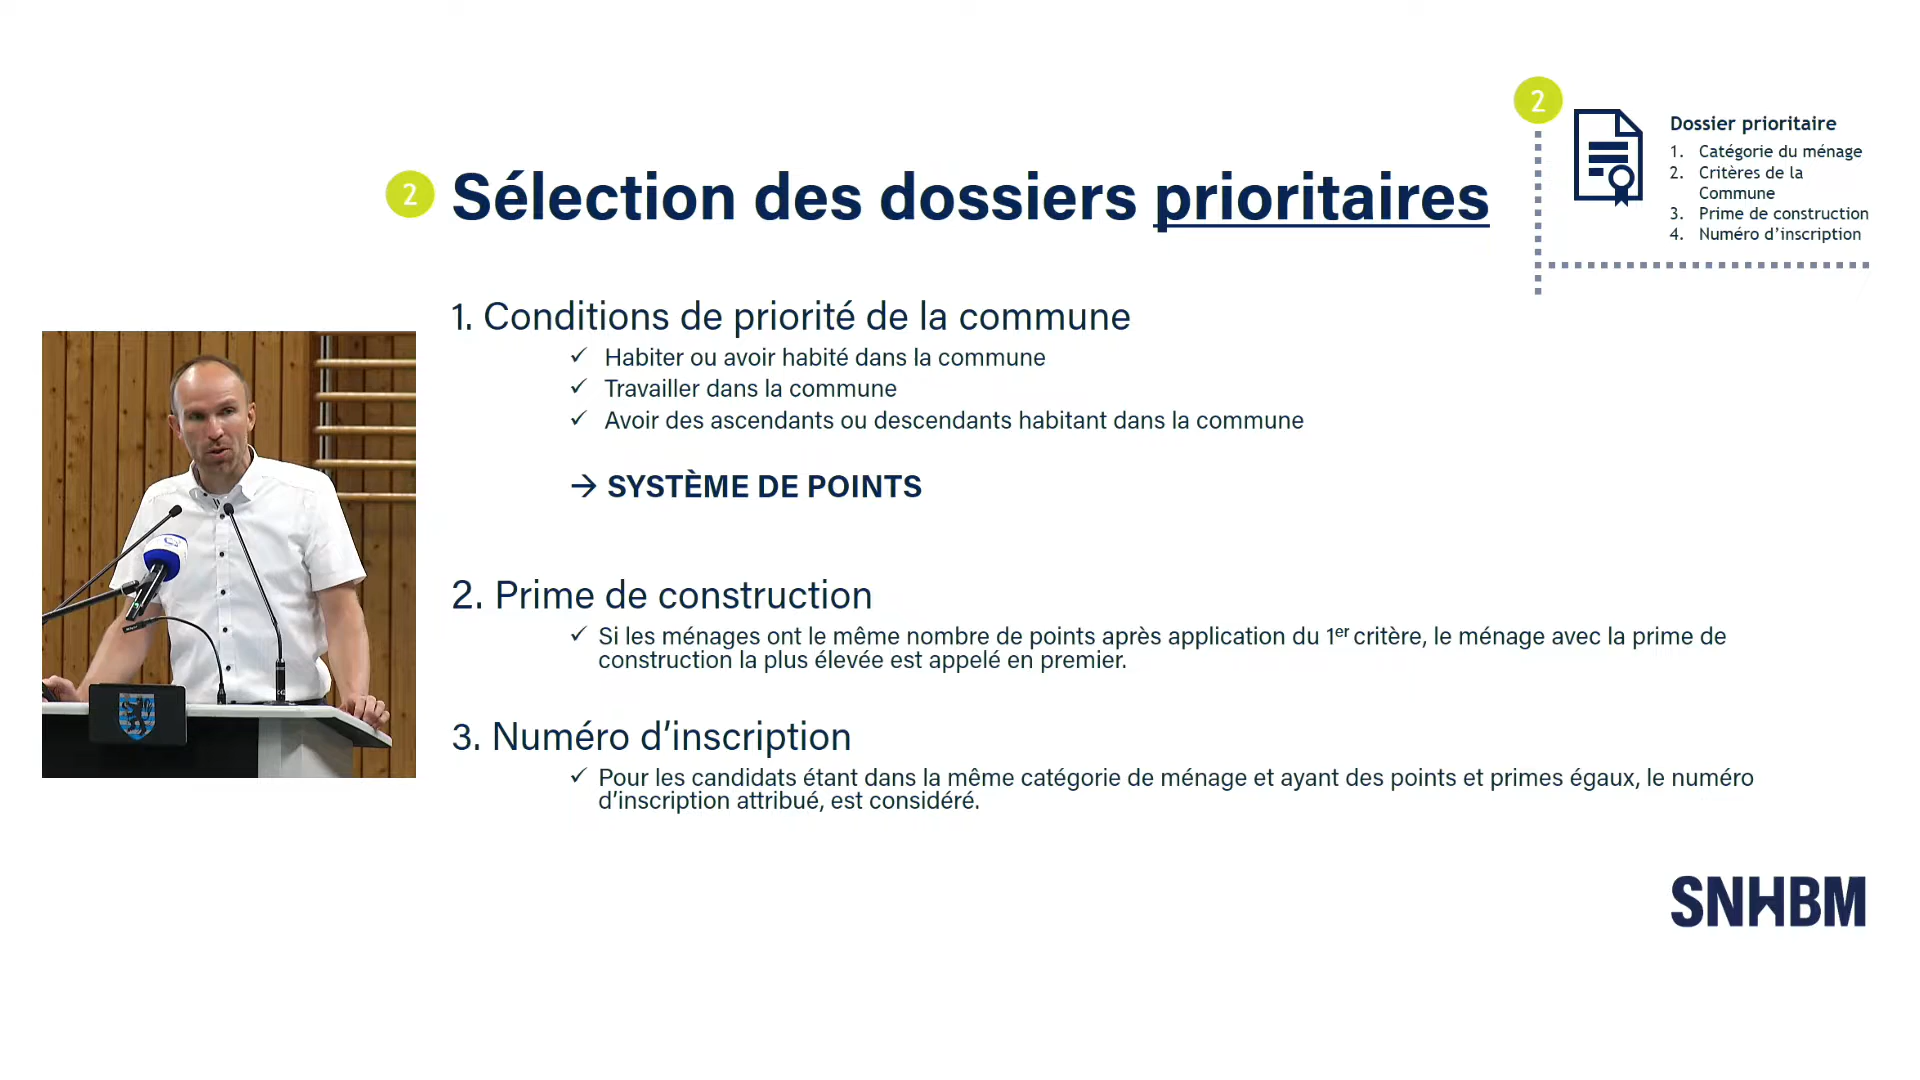 2
Dossier prioritaire
1. Catégorie du ménage
2. Critères de la
Commune
3. Prime de construction
4. Numéro d’inscription
2 Sélection des dossiers prioritaires
1. Conditions de priorité de la commune
✓ Habiter ou avoir habité dans la commune
✓ Travailler dans la commune
✓ Avoir des ascendants ou descendants habitant dans la commune
→ SYSTÈME DE POINTS
2. Prime de construction
✓ Si les ménages ont le même nombre de points après application du 1er critère, le ménage avec la prime de
construction la plus élevée est appelé en premier.
3. Numéro d’inscription
✓ Pour les candidats étant dans la même catégorie de ménage et ayant des points et primes égaux, le numéro
d’inscription attribué, est considéré.
SNHBM